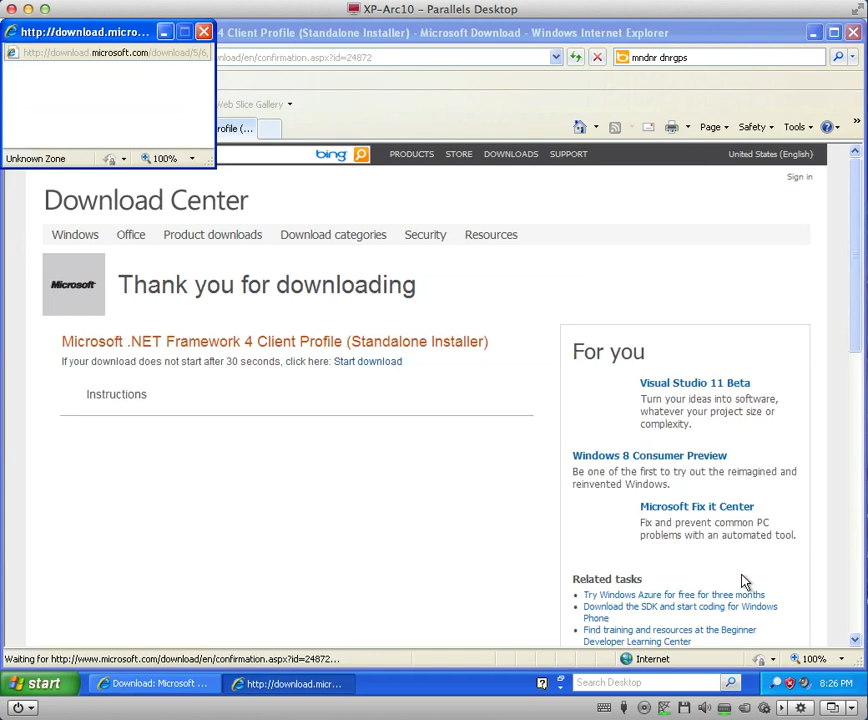 XP-Arc10 – Parallels Desktop
http://download.micro...
4 Client Profile (Standalone Installer) - Microsoft Download - Windows Internet Explorer
http://download.microsoft.com/download/5/6,
load/en/confirmation.aspx?id=24872
mndnr dnrgps
Web Slice Gallery
ofile (...
Page Safety Tools
Unknown Zone
100%
bing
PRODUCTS STORE DOWNLOADS SUPPORT
United States (English)
Sign in
Download Center
Windows Office Product downloads Download categories Security Resources
Microsoft
Thank you for downloading
Microsoft .NET Framework 4 Client Profile (Standalone Installer)
If your download does not start after 30 seconds, click here: Start download
Instructions
For you
Visual Studio 11 Beta
Turn your ideas into software,
whatever your project size or
complexity.
Windows 8 Consumer Preview
Be one of the first to try out the reimagined and
reinvented Windows.
Microsoft Fix it Center
Fix and prevent common PC
problems with an automated tool.
Related tasks
Try Windows Azure for free for three months
Download the SDK and start coding for Windows
Phone
Find training and resources at the Beginner
Developer Learning Center
Waiting for http://www.microsoft.com/download/en/confirmation.aspx?id=24872...
Internet
100%
start
Download: Microsoft ...
http://download.micr...
Search Desktop
8:26 PM